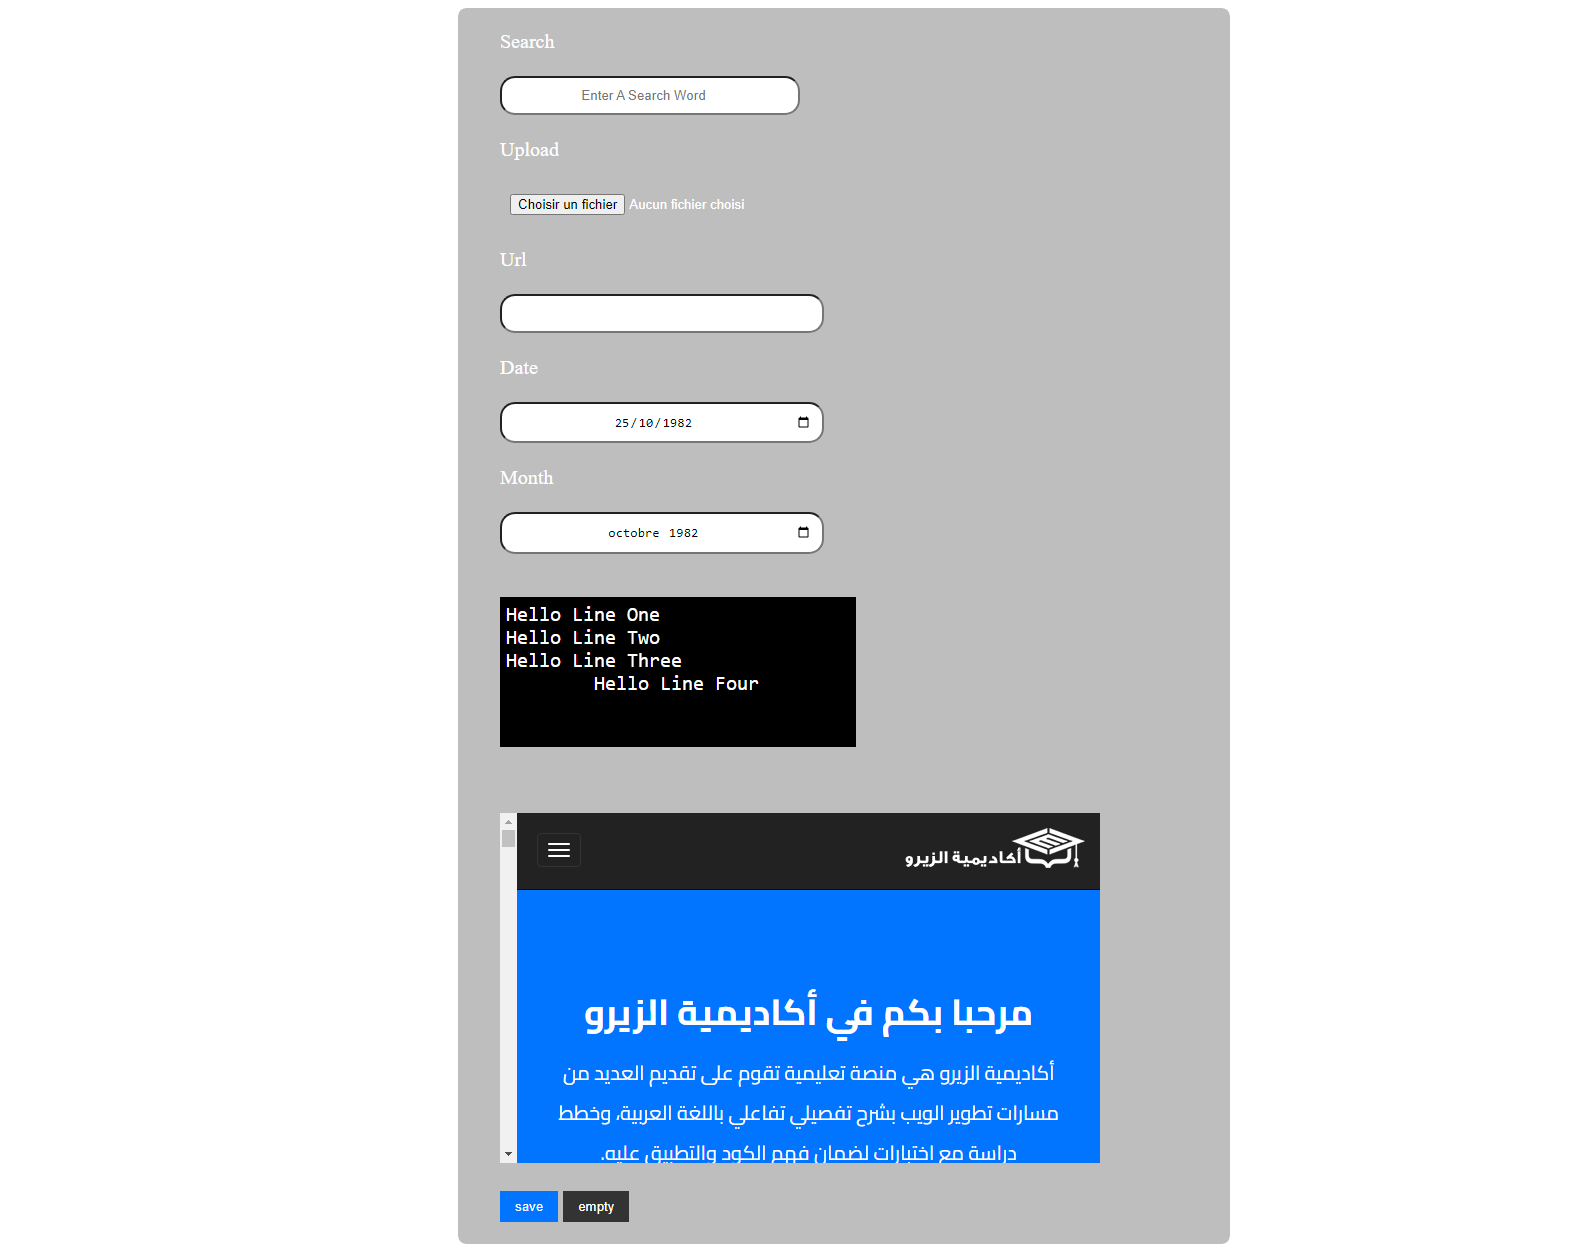 Search
Enter A Search Word
Upload
Choisir un fichier Aucun fichier choisi
Url
Date
25/10/1982
Month
octobre 1982
Hello Line One
Hello Line Two
Hello Line Three
Hello Line Four
أكاديمية الزيرو
مرحبا بكم في أكاديمية الزيرو
أكاديمية الزيرو هي منصة تعليمية تقوم على تقديم العديد من
مسارات تطوير الويب بشرح تفصيلي تفاعلي باللغة العربية، وخطط
دراسة مع اختبارات لضمان فهم الكود والتطبيق عليه.
save empty